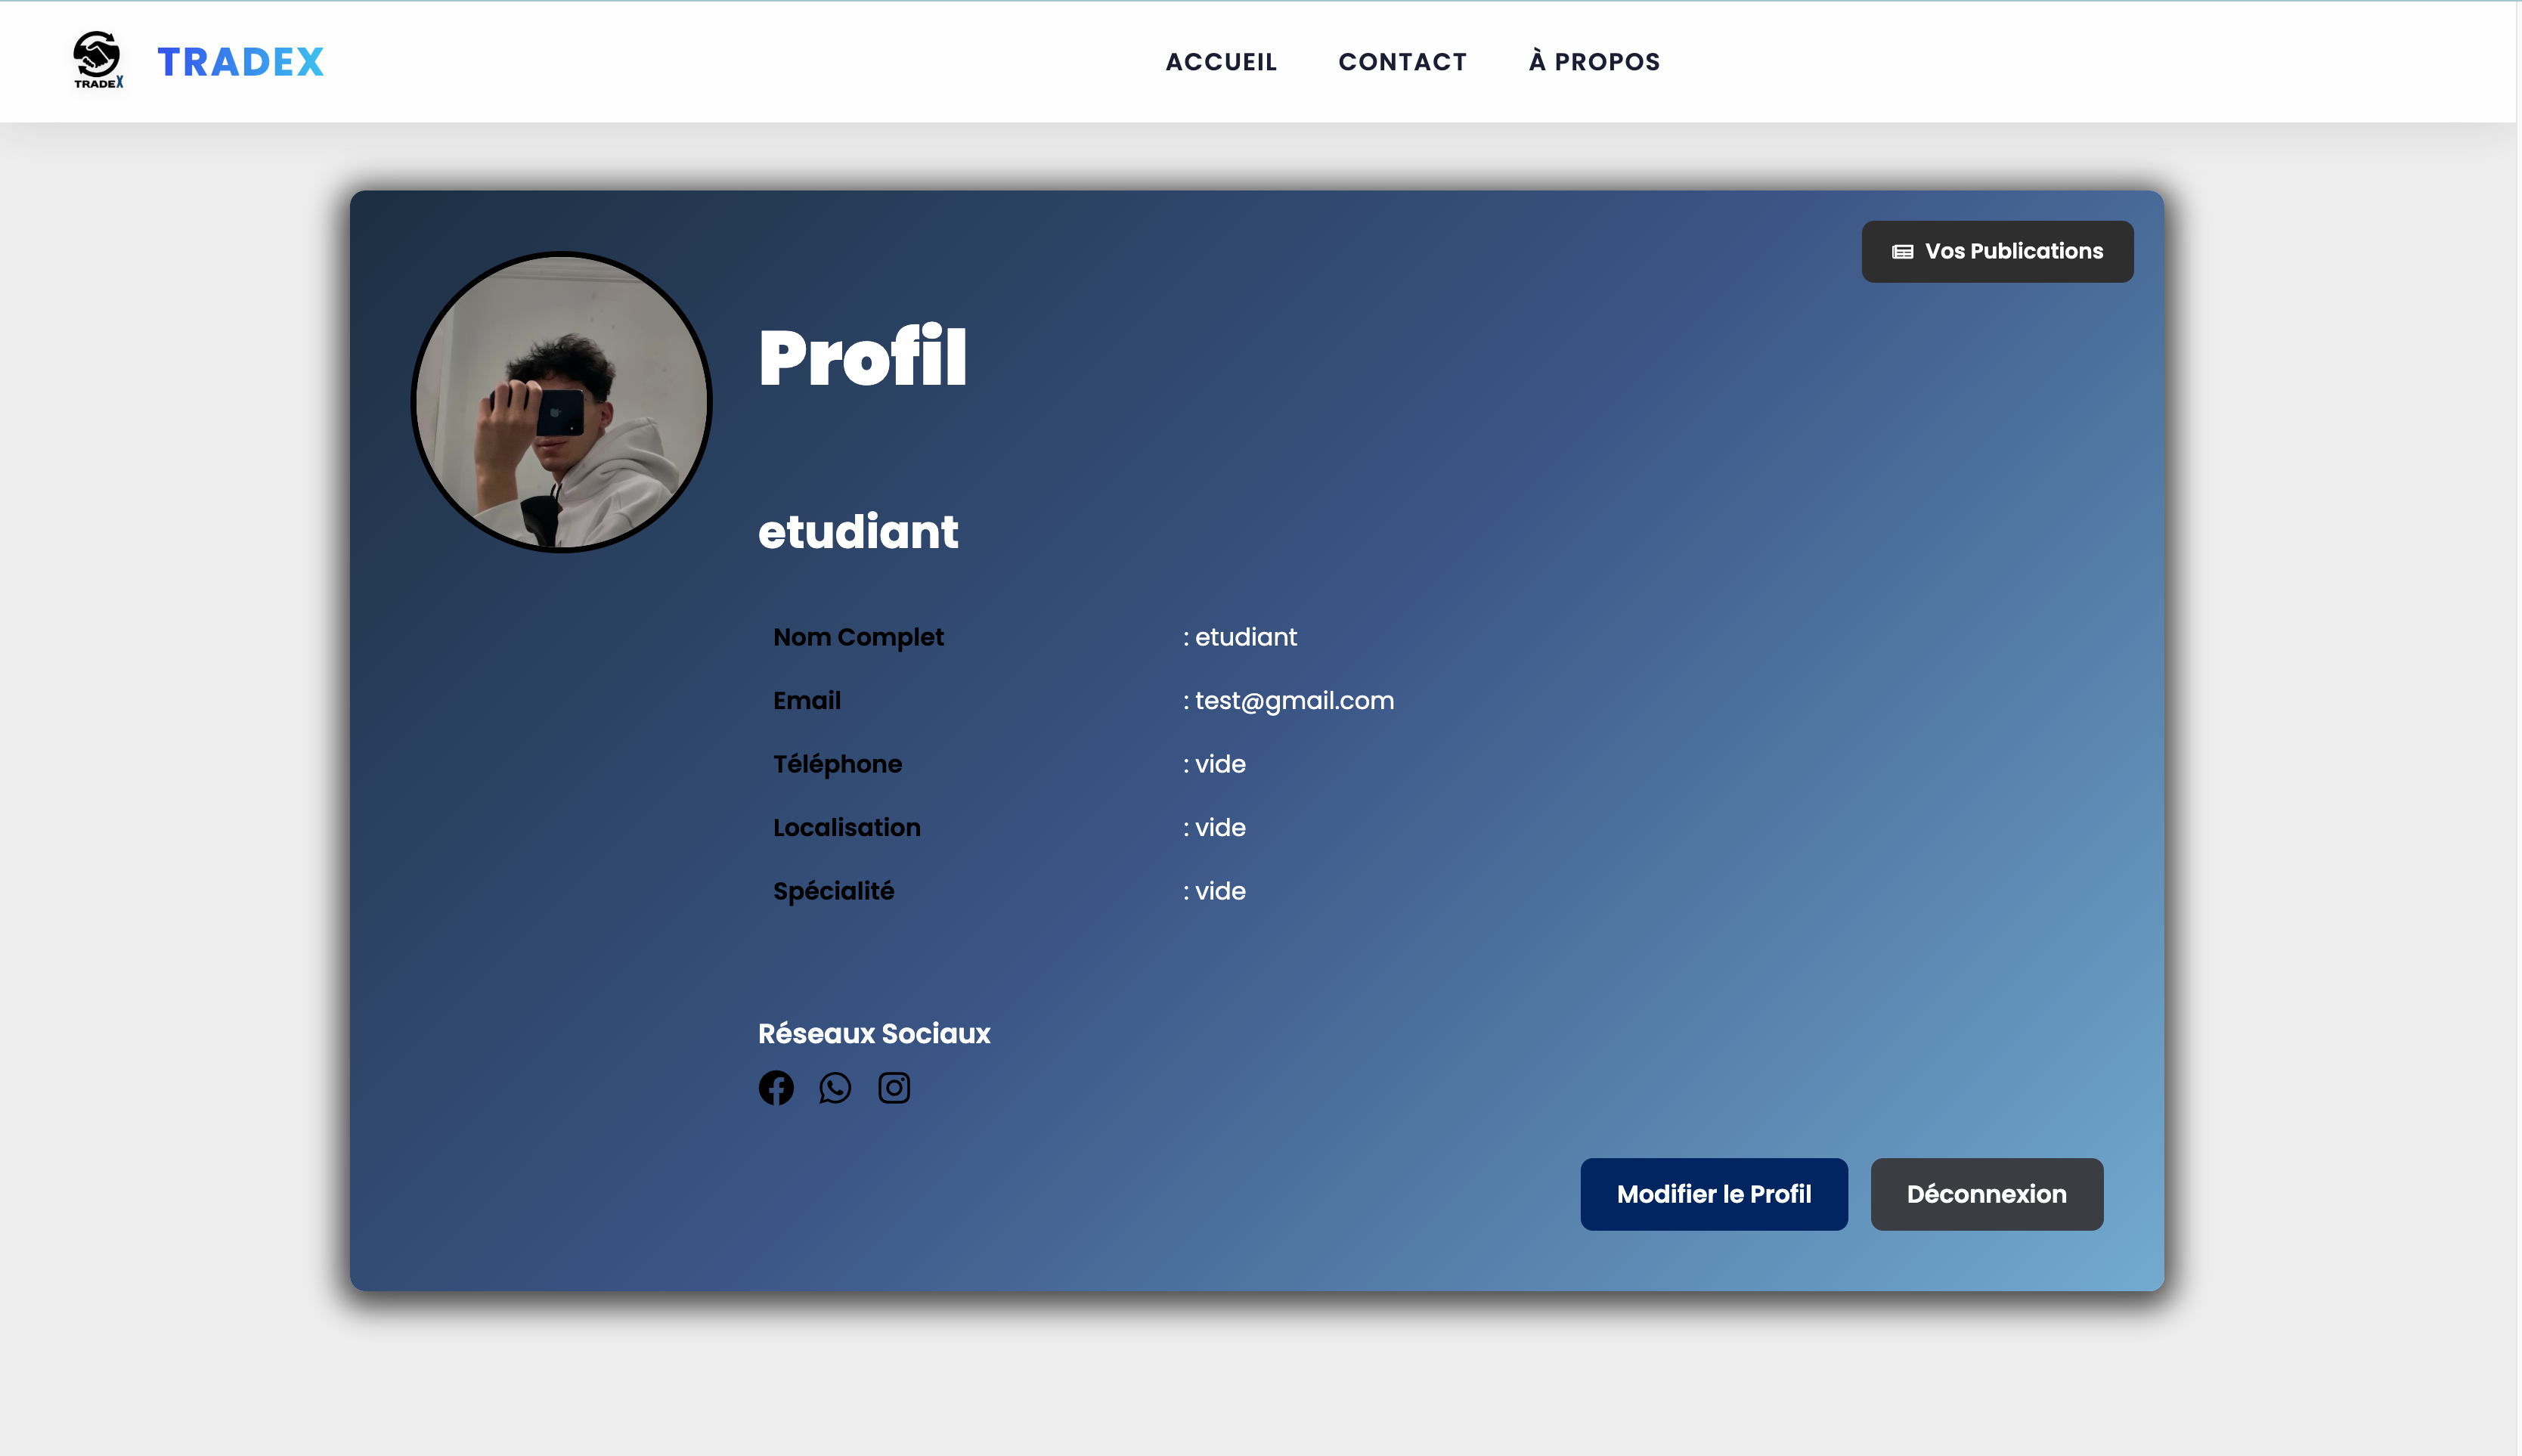 TRADEX
TRADEX
ACCUEIL
CONTACT
À PROPOS
Vos Publications
Profil
etudiant
Nom Complet : etudiant
Email : test@gmail.com
Téléphone : vide
Localisation : vide
Spécialité : vide
Réseaux Sociaux
Modifier le Profil
Déconnexion